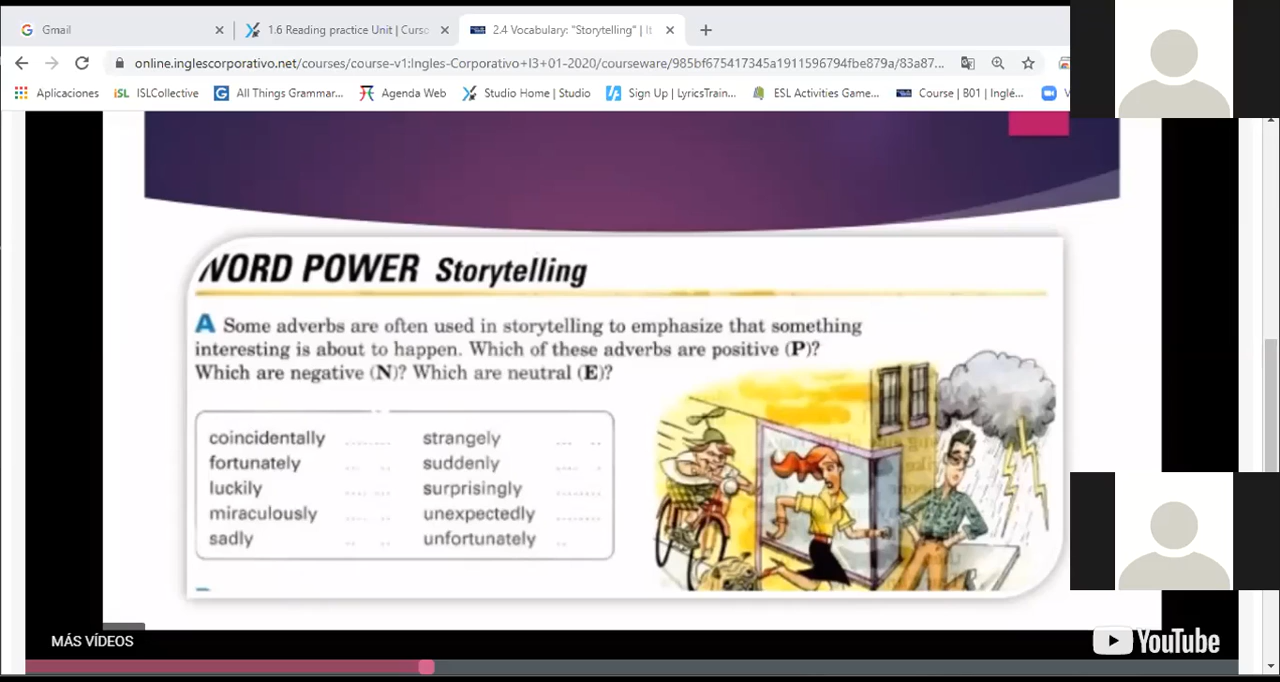 Gmail
1.6 Reading practice Unit | Curso
2.4 Vocabulary: "Storytelling" | It
online.inglescorporativo.net/courses/course-v1:Ingles-Corporativo+I3+01-2020/courseware/985bf675417345a1911596794fbe879a/83a87...
Aplicaciones iSL ISLCollective All Things Grammar... Agenda Web Studio Home | Studio Sign Up | LyricsTrain... ESL Activities Game... Course | B01 | Inglé...
WORD POWER Storytelling
A Some adverbs are often used in storytelling to emphasize that something
interesting is about to happen. Which of these adverbs are positive (P)?
Which are negative (N)? Which are neutral (E)?
coincidentally strangely
fortunately suddenly
luckily surprisingly
miraculously unexpectedly
sadly unfortunately
MÁS VÍDEOS
YouTube